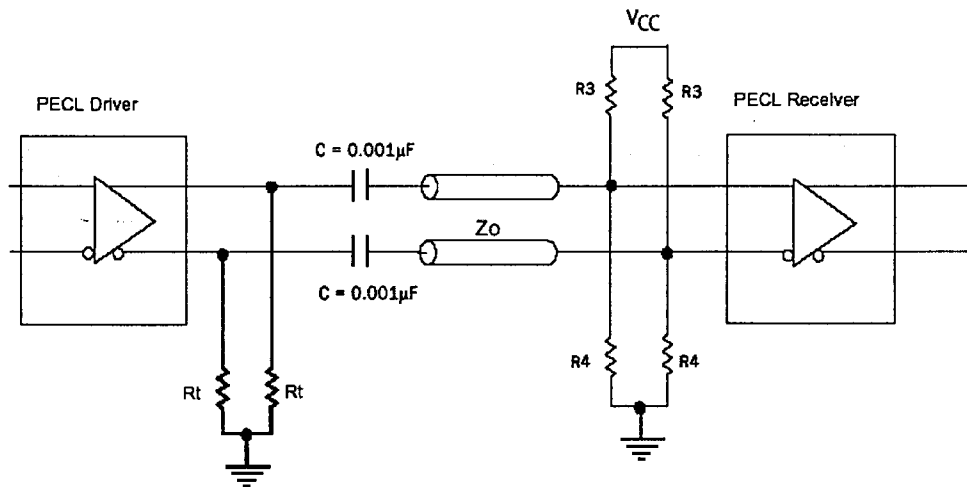 VCC
R3
R3
PECL Driver
PECL Receiver
C = 0.001µF
Zo
C = 0.001µF
R4
R4
Rt
Rt